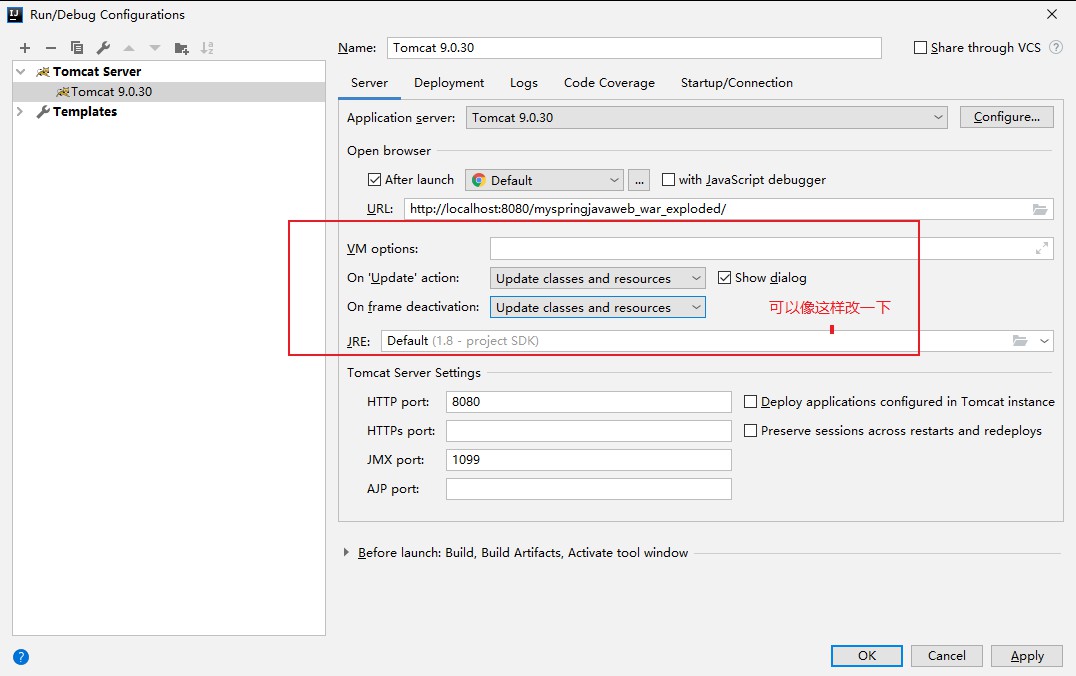 Run/Debug Configurations
Tomcat Server
Tomcat 9.0.30
Templates
Name: Tomcat 9.0.30 Share through VCS ?
Server Deployment Logs Code Coverage Startup/Connection
Application server: Tomcat 9.0.30 Configure...
Open browser
After launch Default ... with JavaScript debugger
URL: http://localhost:8080/myspringjavaweb_war_exploded/
VM options:
On 'Update' action: Update classes and resources Show dialog
On frame deactivation: Update classes and resources 可以像这样改一下
JRE: Default (1.8 - project SDK)
Tomcat Server Settings
HTTP port: 8080 Deploy applications configured in Tomcat instance
HTTPs port: Preserve sessions across restarts and redeploys
JMX port: 1099
AJP port:
Before launch: Build, Build Artifacts, Activate tool window
? OK Cancel Apply